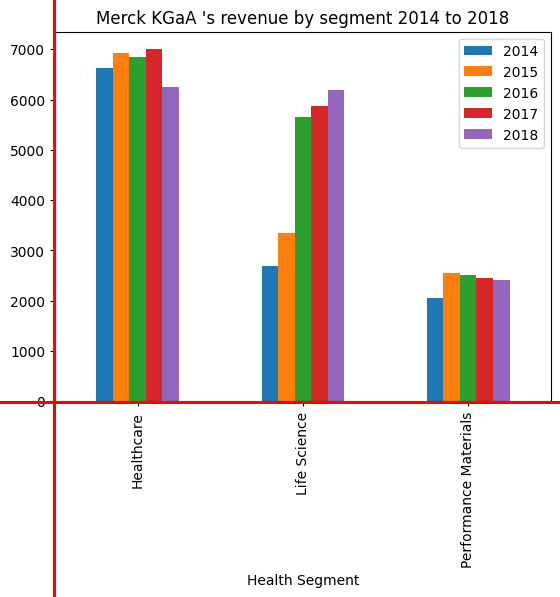 Merck KGaA 's revenue by segment 2014 to 2018
7000
6000
5000
4000
3000
2000
1000
0
2014
2015
2016
2017
2018
Healthcare
Life Science
Performance Materials
Health Segment